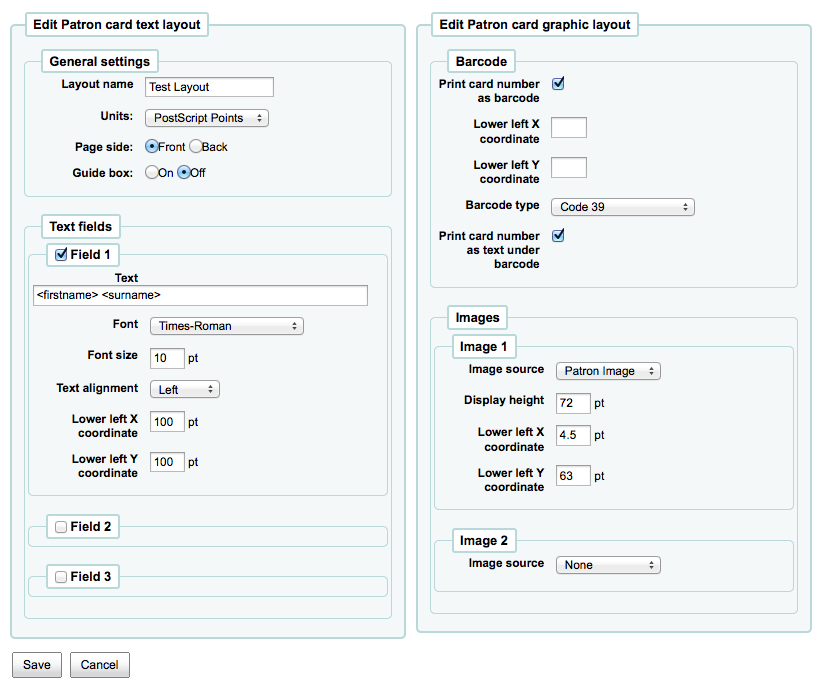 Edit Patron card text layout
General settings
Layout name Test Layout
Units: PostScript Points
Page side: Front Back
Guide box: On Off
Text fields
Field 1
Text
<firstname> <surname>
Font Times-Roman
Font size 10 pt
Text alignment Left
Lower left X
coordinate 100 pt
Lower left Y
coordinate 100 pt
Field 2
Field 3
Edit Patron card graphic layout
Barcode
Print card number
as barcode
Lower left X
coordinate
Lower left Y
coordinate
Barcode type Code 39
Print card number
as text under
barcode
Images
Image 1
Image source Patron Image
Display height 72 pt
Lower left X
coordinate 4.5 pt
Lower left Y
coordinate 63 pt
Image 2
Image source None
Save Cancel